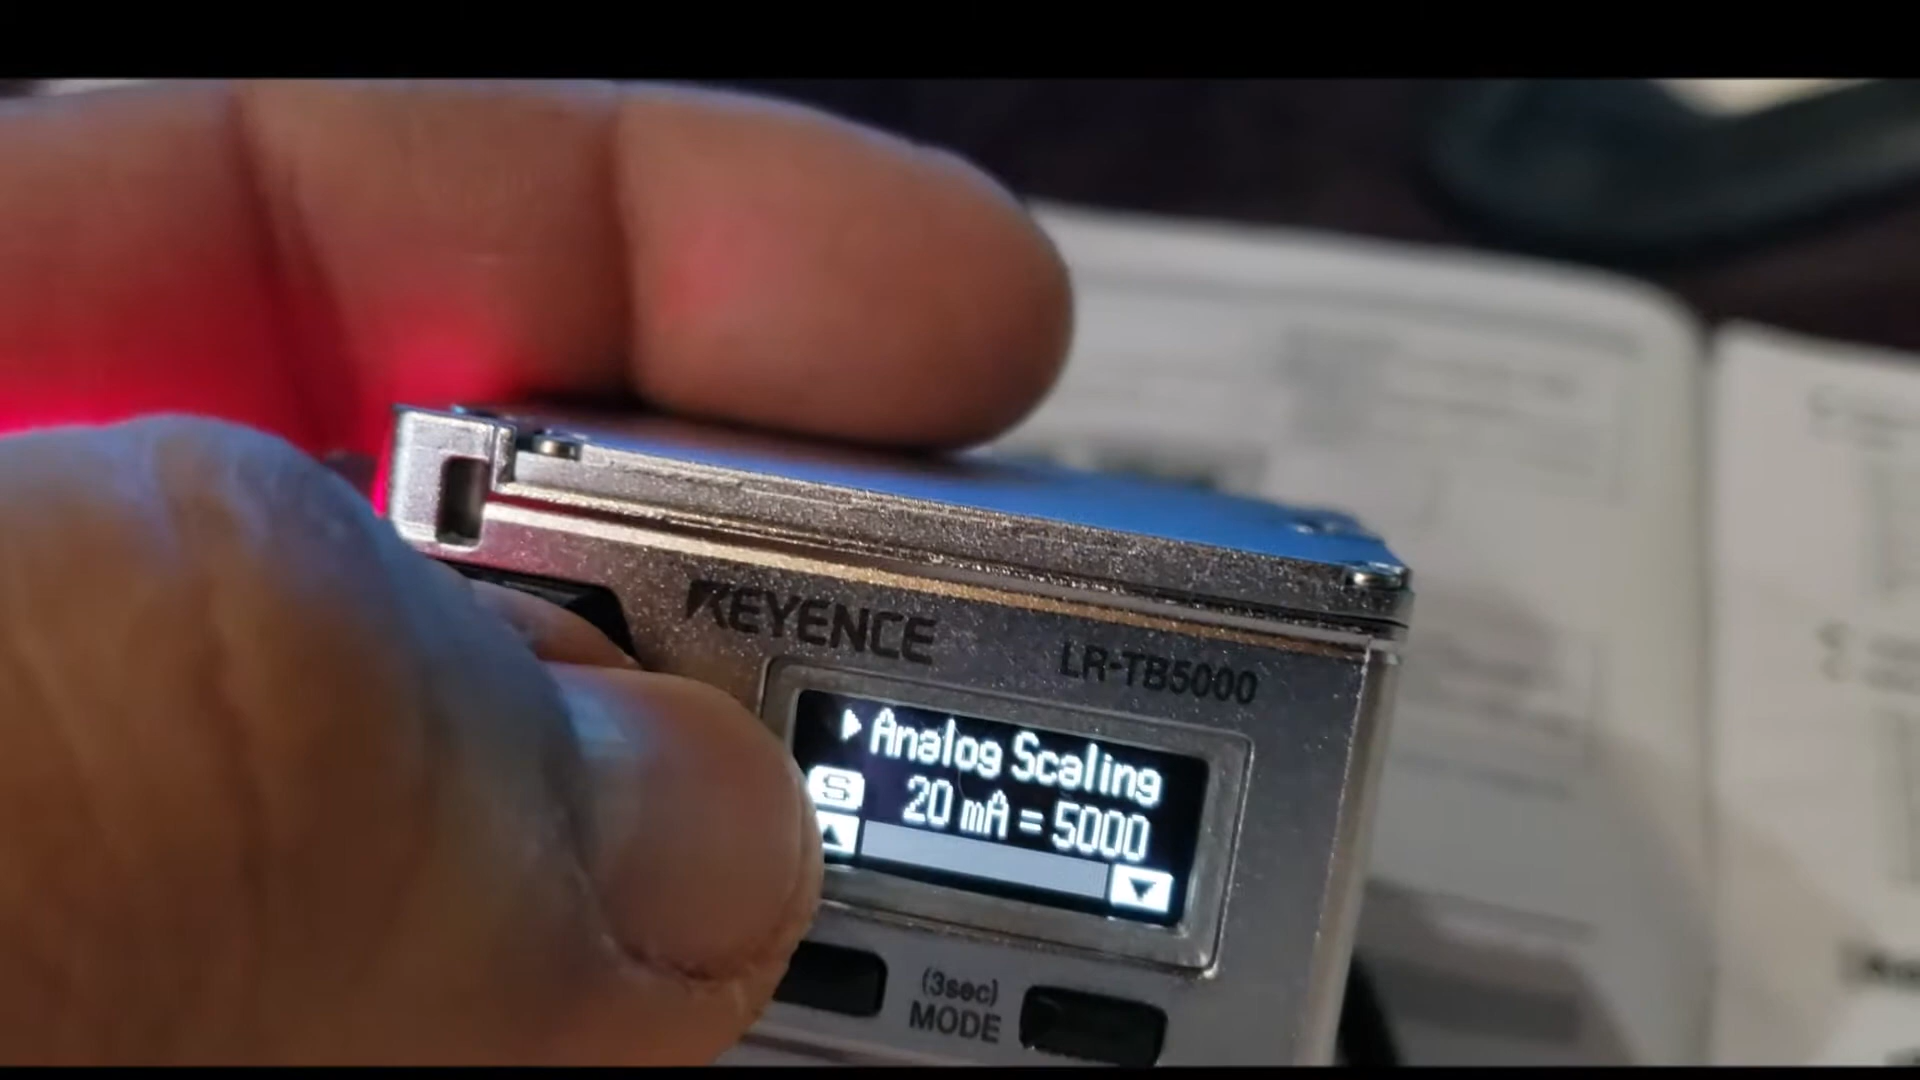 KEYENCE
LR-TB5000
Analog Scaling
S
20 mA = 5000
(3sec)
MODE